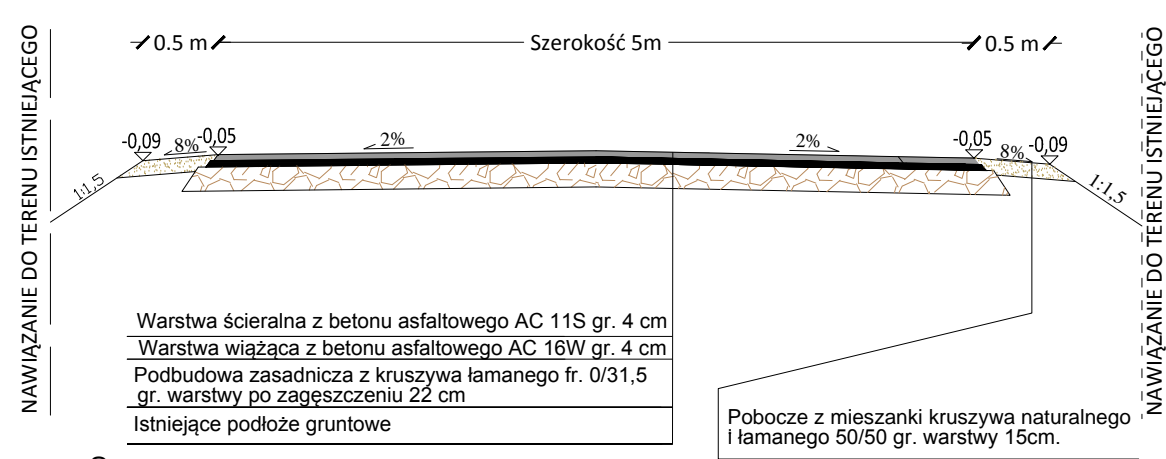 NAWIĄZANIE DO TERENU ISTNIEJĄCEGO
0.5 m
Szerokość 5m
0.5 m
NAWIĄZANIE DO TERENU ISTNIEJĄCEGO
-0,09
8%
-0,05
2%
2%
-0,05
8%
-0,09
1:1,5
1:1,5
Warstwa ścieralna z betonu asfaltowego AC 11S gr. 4 cm
Warstwa wiążąca z betonu asfaltowego AC 16W gr. 4 cm
Podbudowa zasadnicza z kruszywa łamanego fr. 0/31,5
gr. warstwy po zagęszczeniu 22 cm
Istniejące podłoże gruntowe
Pobocze z mieszanki kruszywa naturalnego
i łamanego 50/50 gr. warstwy 15cm.